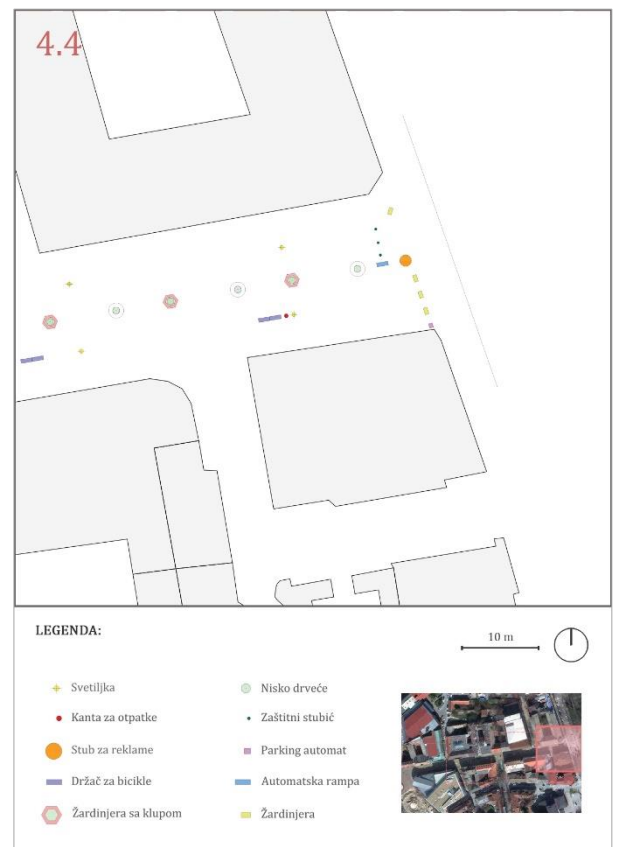 4.4
LEGENDA:
10 m
Svetiljka
Nisko drveće
Kanta za otpatke
Zaštitni stubić
Stub za reklame
Parking automat
Držač za bicikle
Automatska rampa
Žardinjera sa klupom
Žardinjera